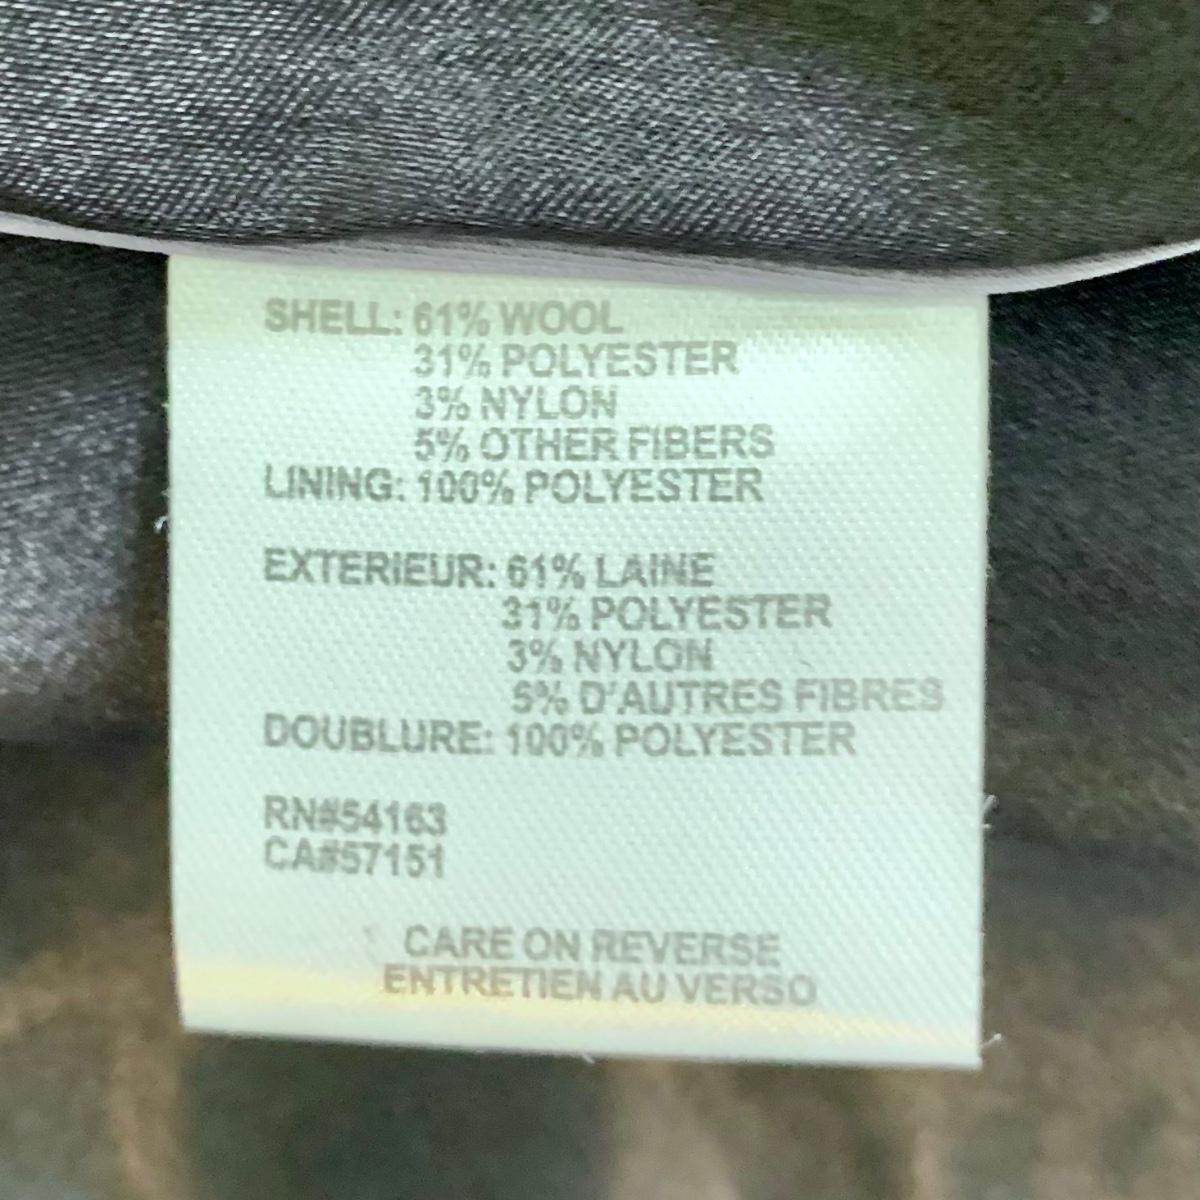 SHELL: 61% WOOL
31% POLYESTER
3% NYLON
5% OTHER FIBERS
LINING: 100% POLYESTER
EXTERIEUR: 61% LAINE
31% POLYESTER
3% NYLON
5% D'AUTRES FIBRES
DOUBLURE: 100% POLYESTER
RN#54163
CA#57151
CARE ON REVERSE
ENTRETIEN AU VERSO